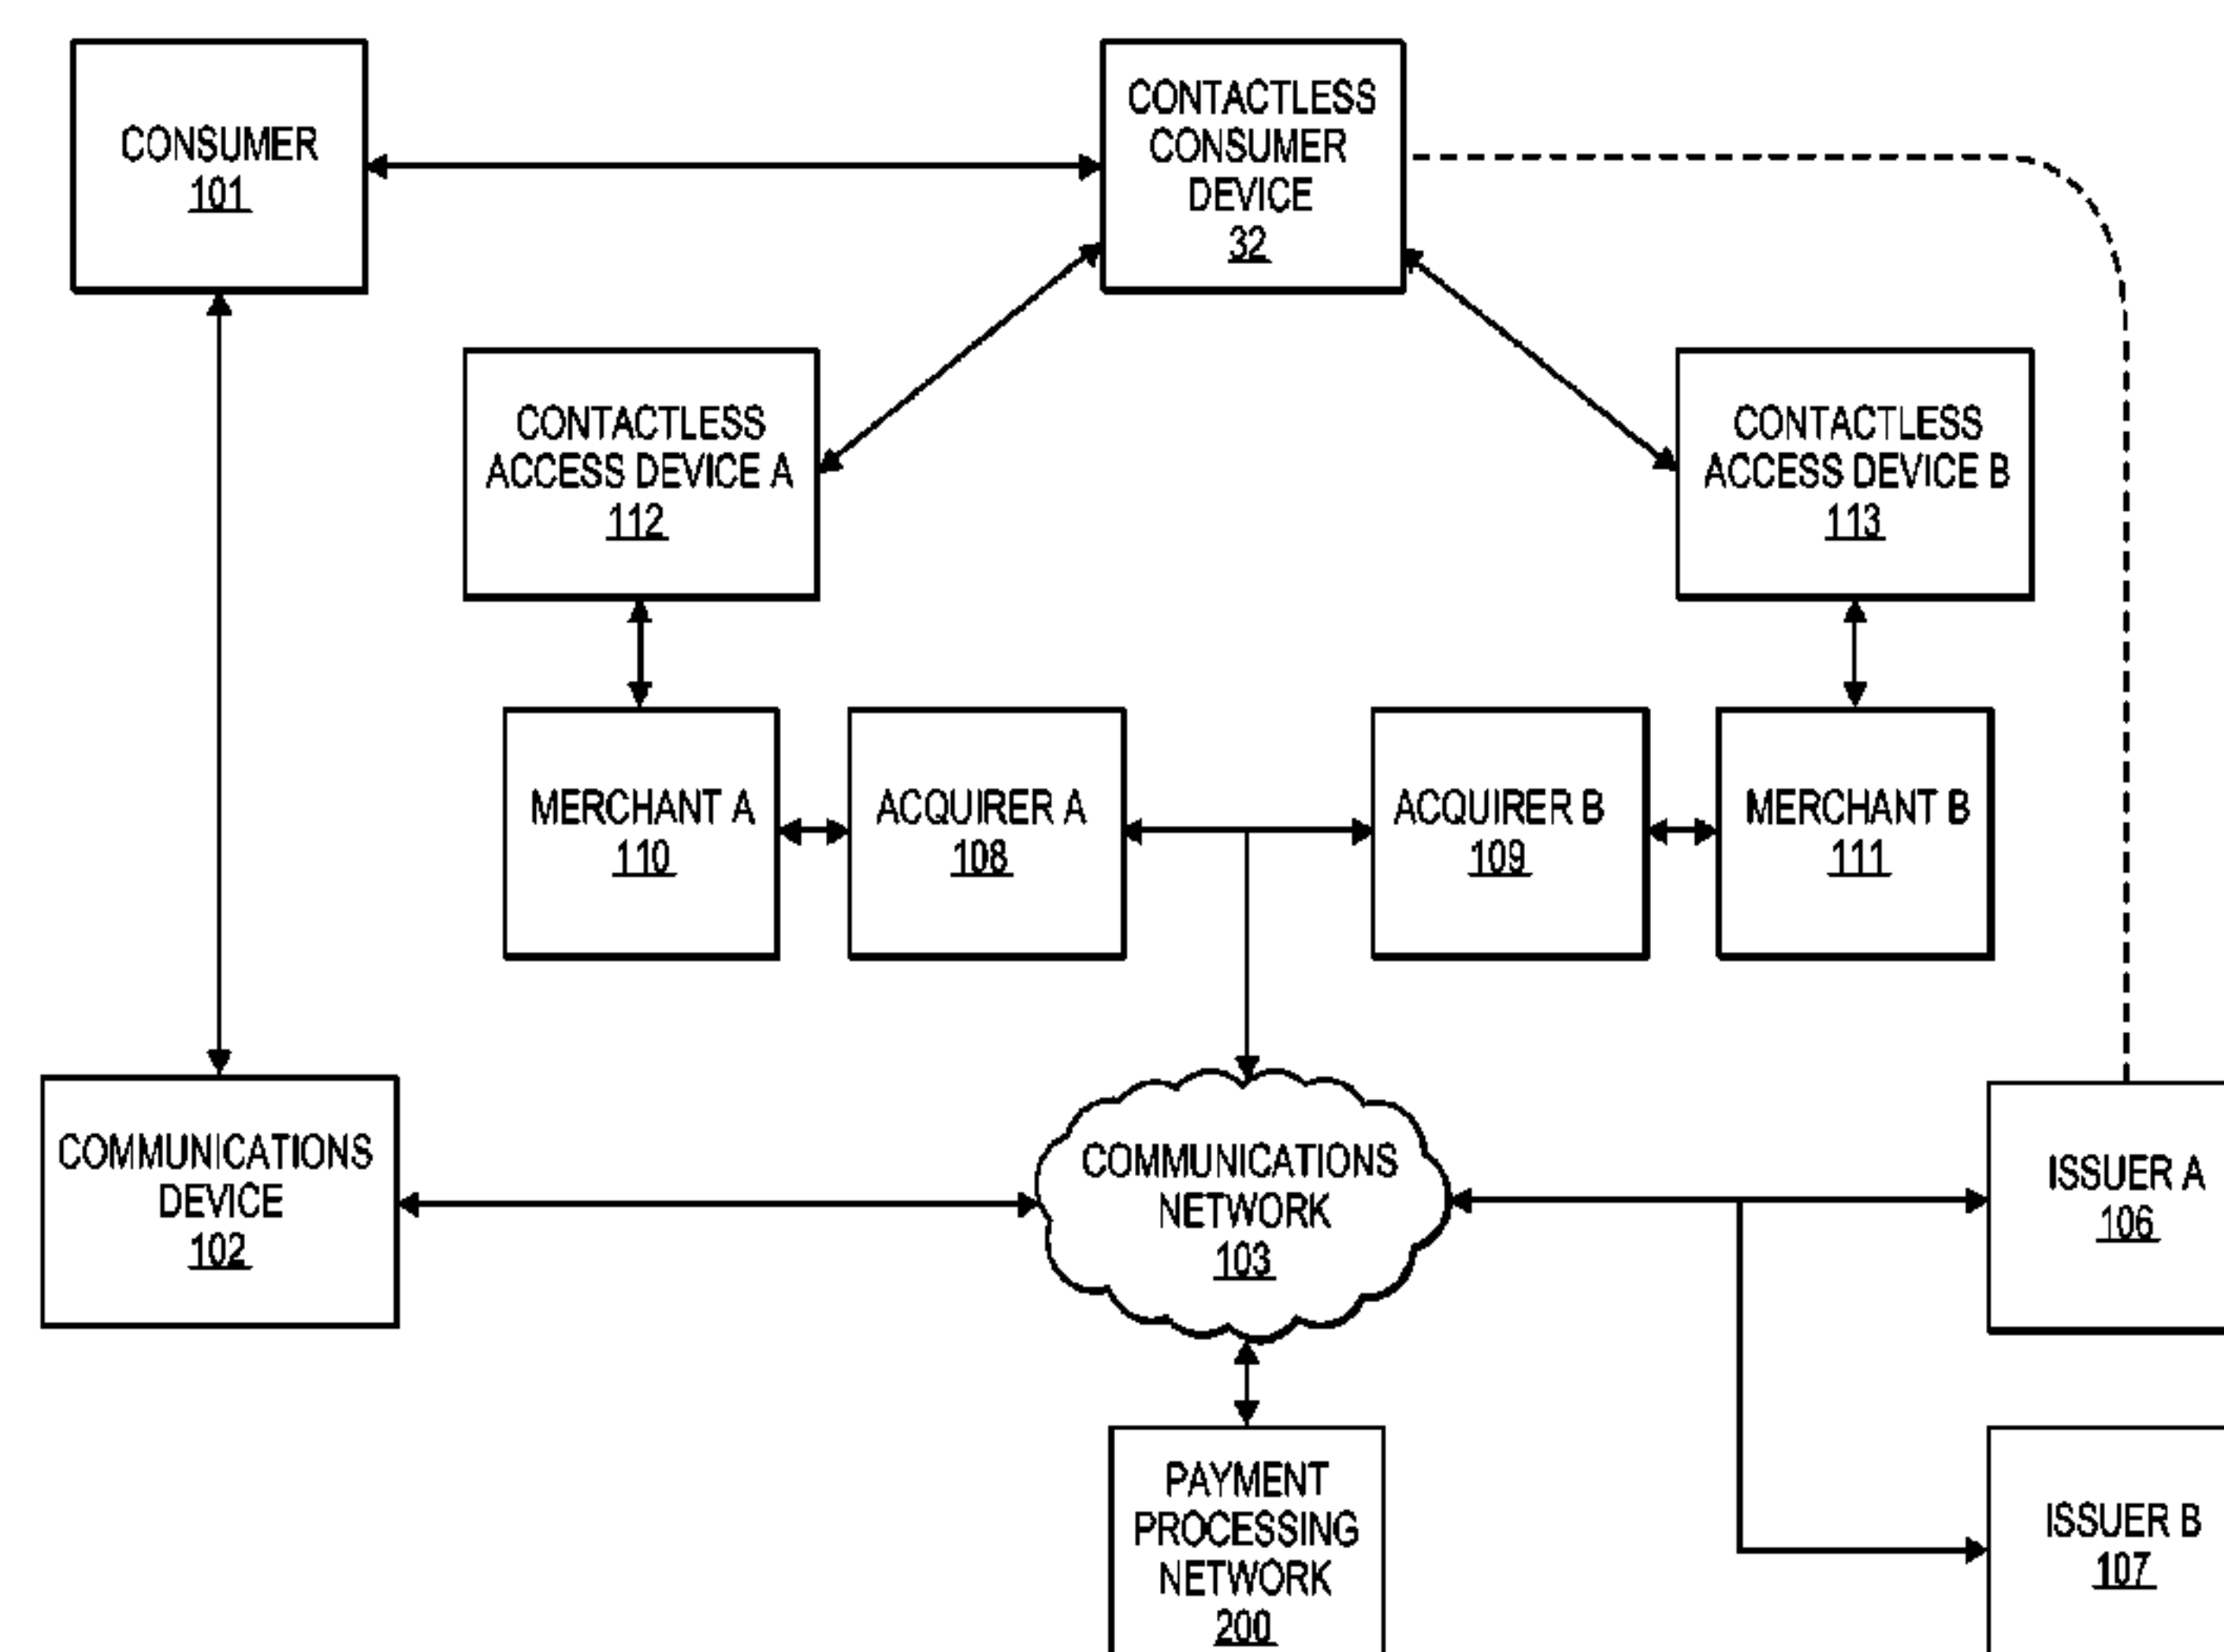 CONSUMER
101
CONTACTLESS
CONSUMER
DEVICE
32
CONTACTLESS
ACCESS DEVICE A
112
CONTACTLESS
ACCESS DEVICE B
113
MERCHANT A
110
ACQUIRER A
108
ACQUIRER B
109
MERCHANT B
111
COMMUNICATIONS
DEVICE
102
COMMUNICATIONS
NETWORK
103
ISSUER A
106
PAYMENT
PROCESSING
NETWORK
200
ISSUER B
107